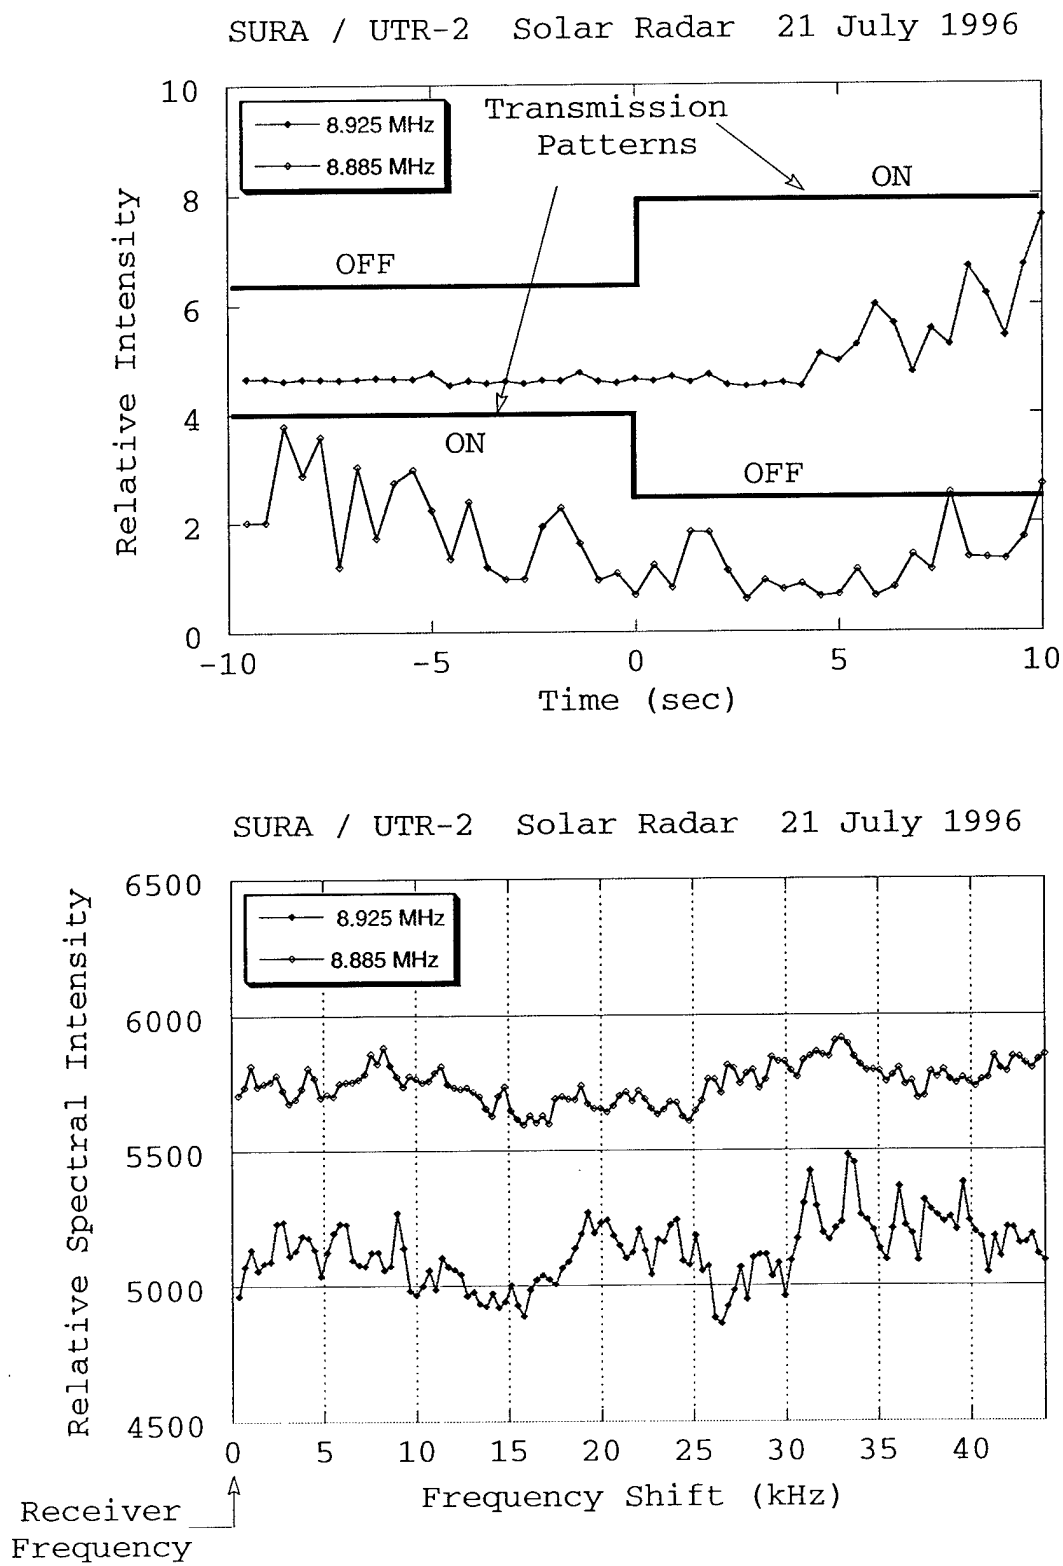 SURA / UTR-2 Solar Radar 21 July 1996
10
8
6
4
2
0
Relative Intensity
8.925 MHz
8.885 MHz
Transmission
Patterns
ON
OFF
ON
OFF
-10 -5 0 5 10
Time (sec)
SURA / UTR-2 Solar Radar 21 July 1996
6500
6000
5500
5000
4500
Relative Spectral Intensity
8.925 MHz
8.885 MHz
0 5 10 15 20 25 30 35 40
Frequency Shift (kHz)
Receiver
Frequency